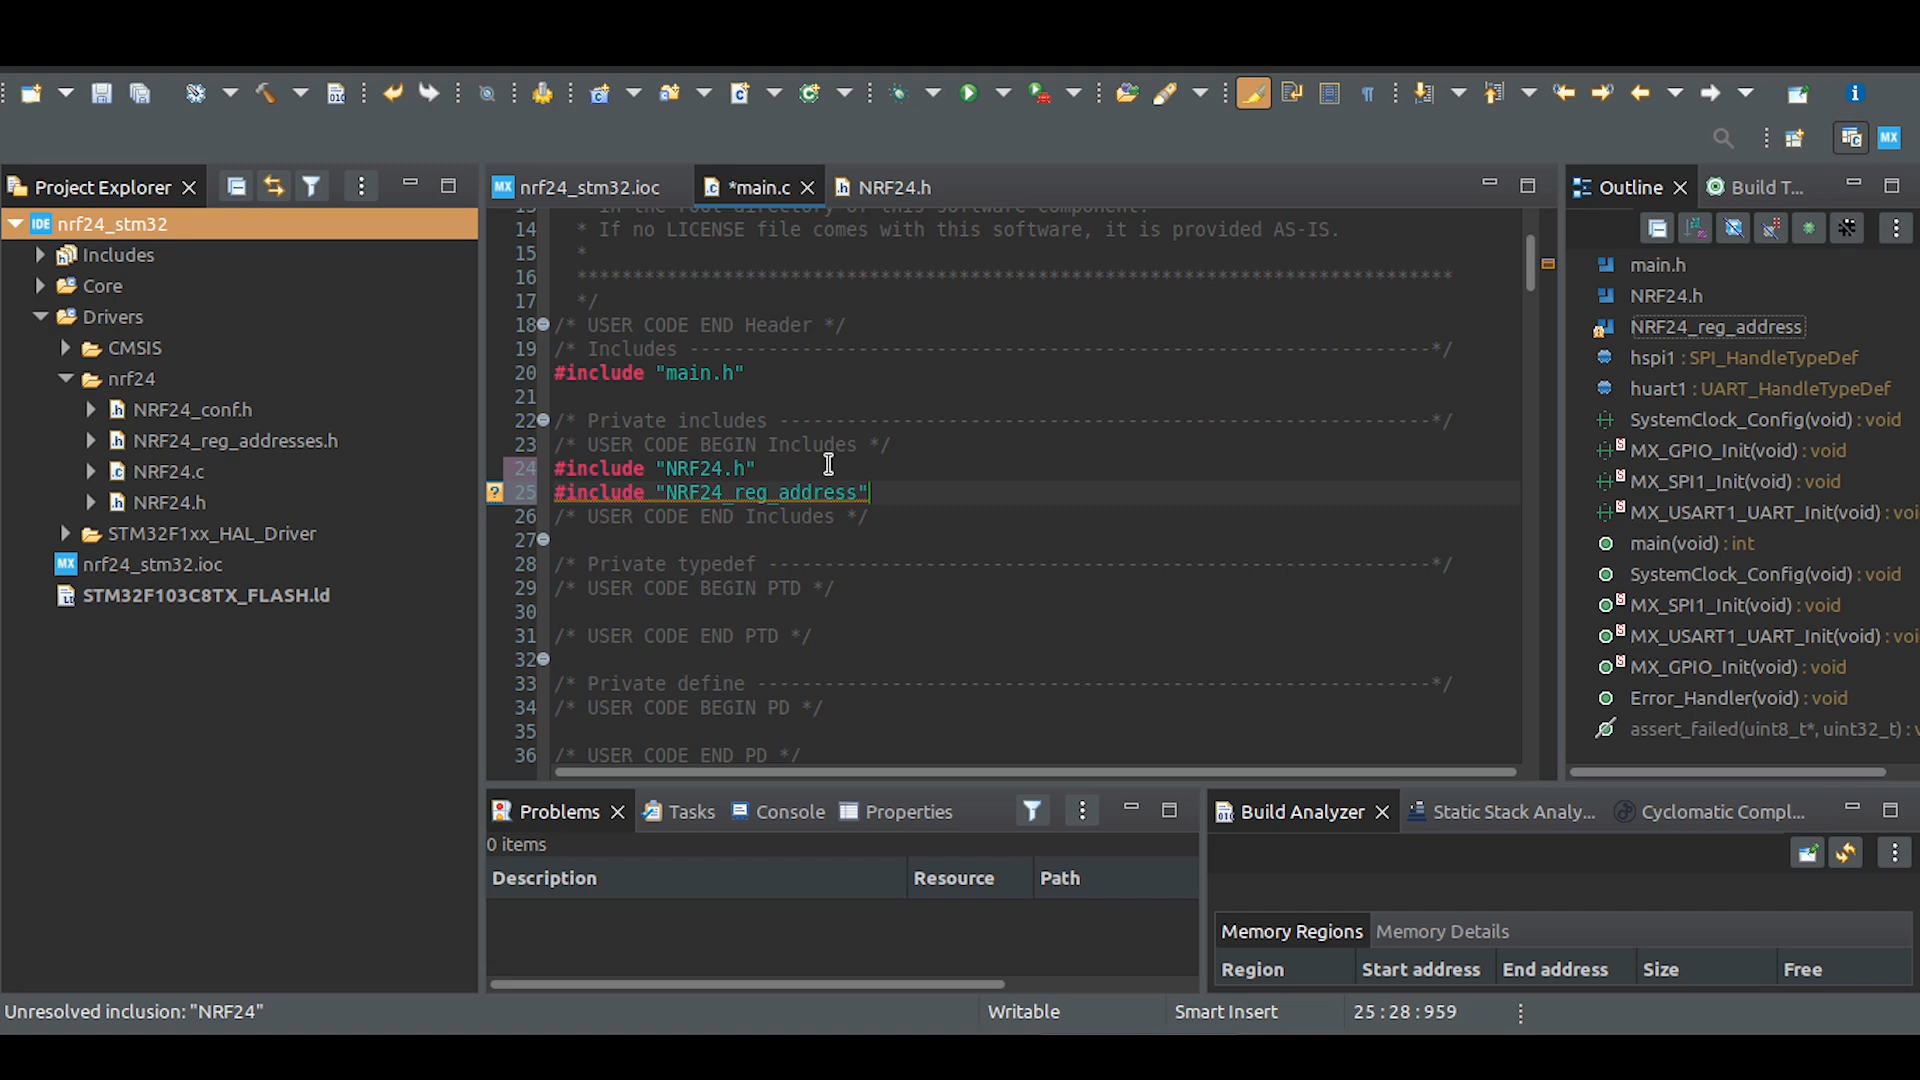 Project Explorer
nrf24_stm32
Includes
Core
Drivers
CMSIS
nrf24
NRF24_conf.h
NRF24_reg_addresses.h
NRF24.c
NRF24.h
STM32F1xx_HAL_Driver
nrf24_stm32.ioc
STM32F103C8TX_FLASH.ld
nrf24_stm32.ioc
*main.c
NRF24.h
14 * If no LICENSE file comes with this software, it is provided AS-IS.
15 *
16 ******************************************************************************
17 */
18 /* USER CODE END Header */
19 /* Includes ------------------------------------------------------------------*/
20 #include "main.h"
21
22 /* Private includes ----------------------------------------------------------*/
23 /* USER CODE BEGIN Includes */
24 #include "NRF24.h"
25 #include "NRF24_reg_address"
26 /* USER CODE END Includes */
27
28 /* Private typedef -----------------------------------------------------------*/
29 /* USER CODE BEGIN PTD */
30
31 /* USER CODE END PTD */
32
33 /* Private define ------------------------------------------------------------*/
34 /* USER CODE BEGIN PD */
35
36 /* USER CODE END PD */
Outline
Build T...
main.h
NRF24.h
NRF24_reg_address
hspi1 : SPI_HandleTypeDef
huart1 : UART_HandleTypeDef
SystemClock_Config(void) : void
MX_GPIO_Init(void) : void
MX_SPI1_Init(void) : void
MX_USART1_UART_Init(void) : voi
main(void) : int
SystemClock_Config(void) : void
MX_SPI1_Init(void) : void
MX_USART1_UART_Init(void) : voi
MX_GPIO_Init(void) : void
Error_Handler(void) : void
assert_failed(uint8_t*, uint32_t) : v
Problems
Tasks
Console
Properties
0 items
Description Resource Path
Build Analyzer
Static Stack Analy...
Cyclomatic Compl...
Memory Regions
Memory Details
Region Start address End address Size Free
Unresolved inclusion: "NRF24"
Writable
Smart Insert
25 : 28 : 959